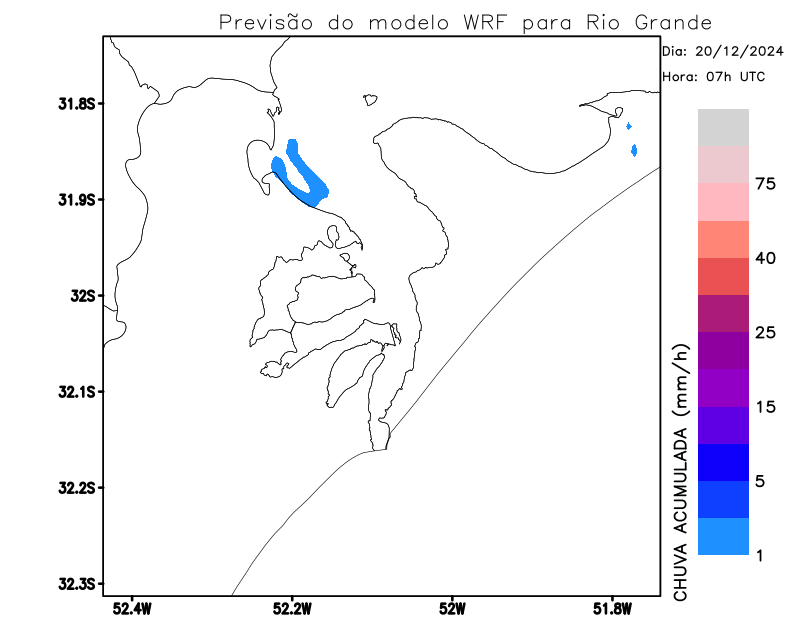 Previsão do modelo WRF para Rio Grande
Dia: 20/12/2024
Hora: 07h UTC
31.8S
31.9S
32S
32.1S
32.2S
32.3S
52.4W
52.2W
52W
51.8W
CHUVA ACUMULADA (mm/h)
75
40
25
15
5
1